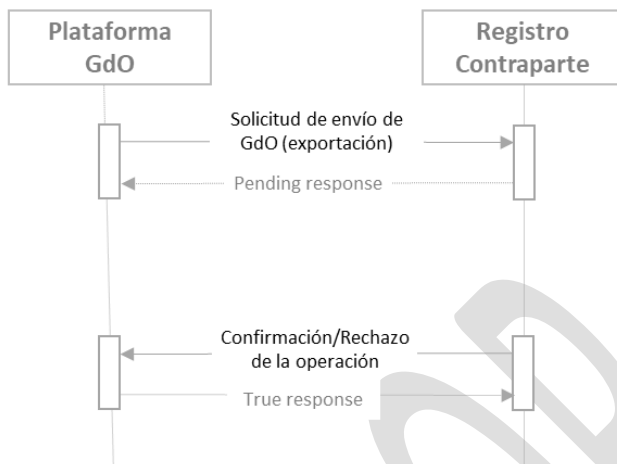 Plataforma
GdO
Registro
Contraparte
Solicitud de envío de
GdO (exportación)
Pending response
Confirmación/Rechazo
de la operación
True response